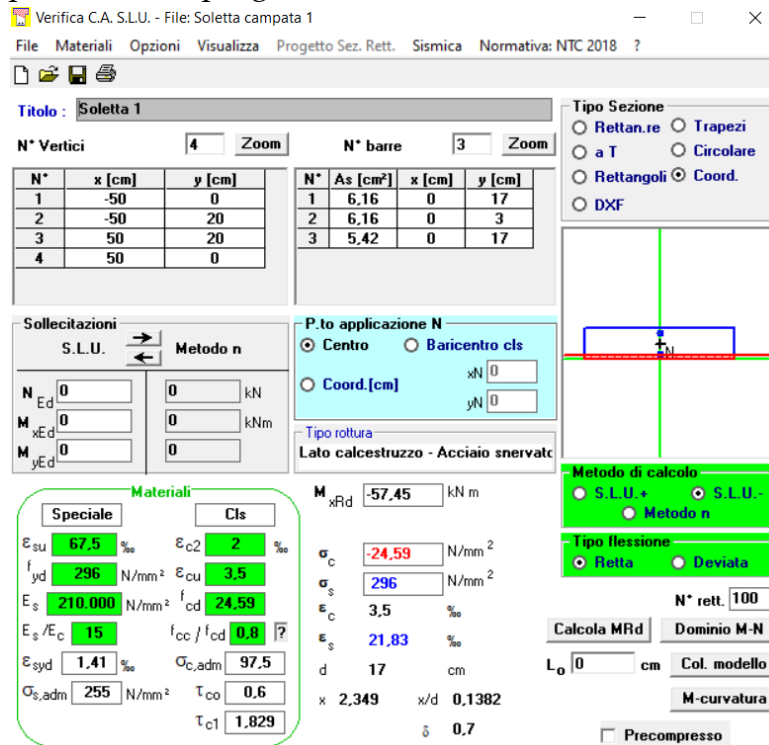 Verifica C.A. S.L.U. - File: Soletta campata 1
File Materiali Opzioni Visualizza Progetto Sez. Rett. Sismica Normativa: NTC 2018 ?
Titolo : Soletta 1
N* Vertici 4 Zoom N* barre 3 Zoom
N* x [cm] y [cm]
1 -50 0
2 -50 20
3 50 20
4 50 0
N* As [cm²] x [cm] y [cm]
1 6,16 0 17
2 6,16 0 3
3 5,42 0 17
Tipo Sezione
Rettan.re Trapezi
a T Circolare
Rettangoli Coord.
DXF
Sollecitazioni
S.L.U. Metodo n
N Ed 0 0 kN
M xEd 0 0 kNm
M yEd 0 0
P.to applicazione N
Centro Baricentro cls
Coord.[cm] xN 0
yN 0
Tipo rottura
Lato calcestruzzo - Acciaio snervato
N
Metodo di calcolo
S.L.U.+ S.L.U.-
Metodo n
Tipo flessione
Retta Deviata
Materiali
Speciale Cls
εsu 67,5 ‰ εc2 2 ‰
fyd 296 N/mm² εcu 3,5
Es 210.000 N/mm² fcd 24,59
Es/Ec 15 fcc / fcd 0,8 ?
εsyd 1,41 ‰ σc,adm 97,5
σs,adm 255 N/mm² τco 0,6
τc1 1,829
M xRd -57,45 kN m
σc -24,59 N/mm²
σs 296 N/mm²
εc 3,5 ‰
εs 21,83 ‰
d 17 cm
x 2,349 x/d 0,1382
δ 0,7
N* rett. 100
Calcola MRd Dominio M-N
Lo 0 cm Col. modello
M-curvatura
Precompresso